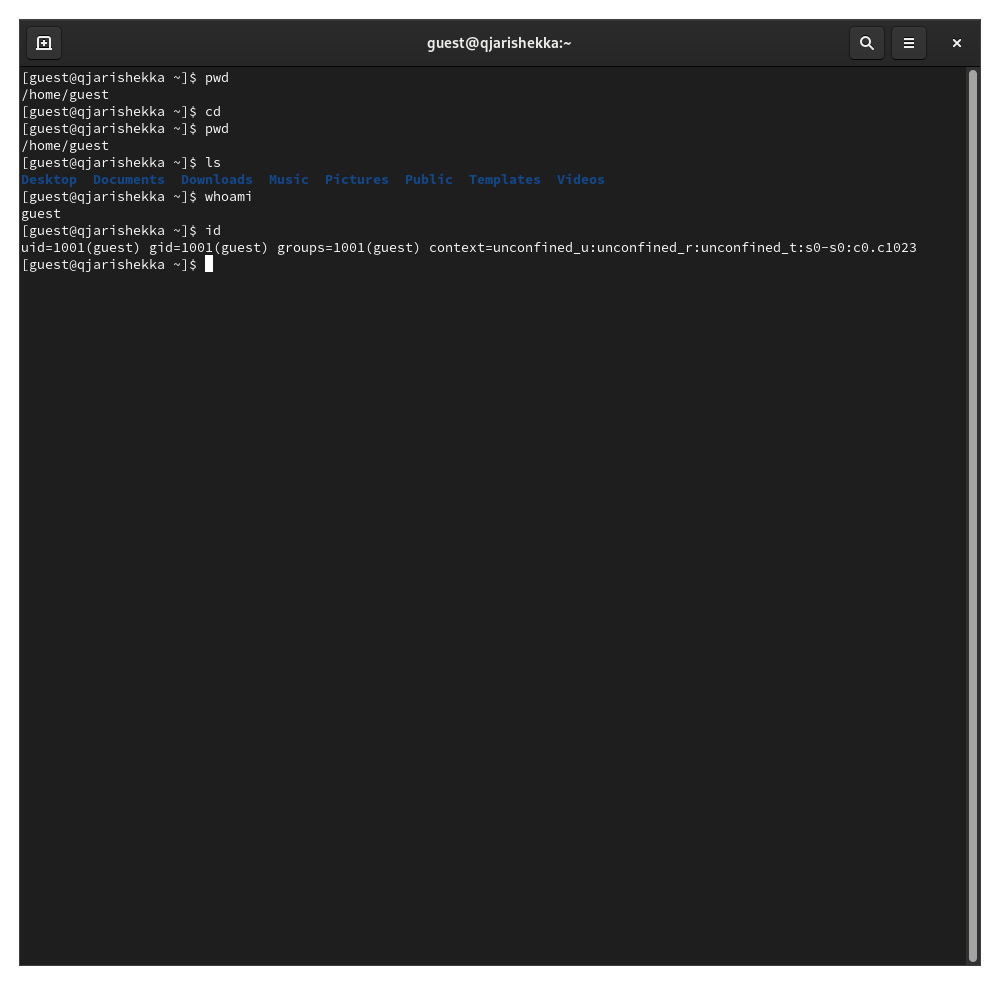 guest@qjarishekka:~
[guest@qjarishekka ~]$ pwd
/home/guest
[guest@qjarishekka ~]$ cd
[guest@qjarishekka ~]$ pwd
/home/guest
[guest@qjarishekka ~]$ ls
Desktop  Documents  Downloads  Music  Pictures  Public  Templates  Videos
[guest@qjarishekka ~]$ whoami
guest
[guest@qjarishekka ~]$ id
uid=1001(guest) gid=1001(guest) groups=1001(guest) context=unconfined_u:unconfined_r:unconfined_t:s0-s0:c0.c1023
[guest@qjarishekka ~]$